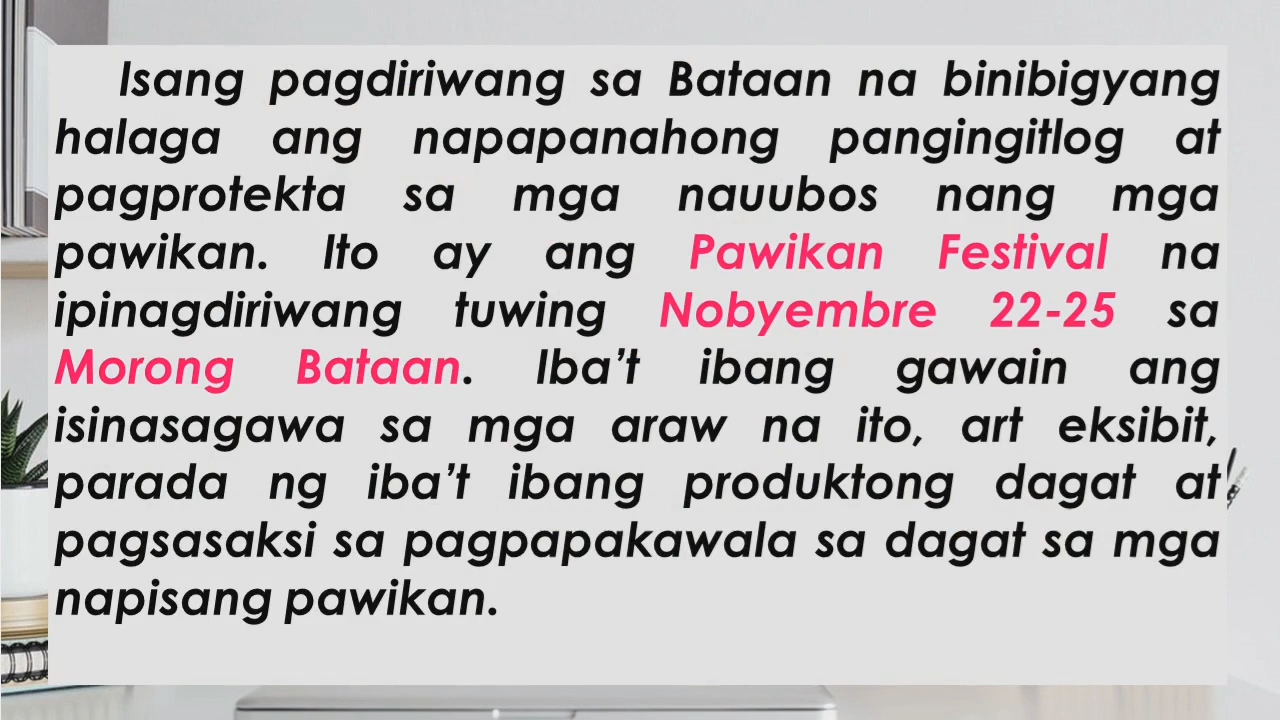 Isang pagdiriwang sa Bataan na binibigyang
halaga ang napapanahong pangingitlog at
pagprotekta sa mga nauubos nang mga
pawikan. Ito ay ang Pawikan Festival na
ipinagdiriwang tuwing Nobyembre 22-25 sa
Morong Bataan. Iba’t ibang gawain ang
isinasagawa sa mga araw na ito, art eksibit,
parada ng iba’t ibang produktong dagat at
pagsasaksi sa pagpapakawala sa dagat sa mga
napisang pawikan.